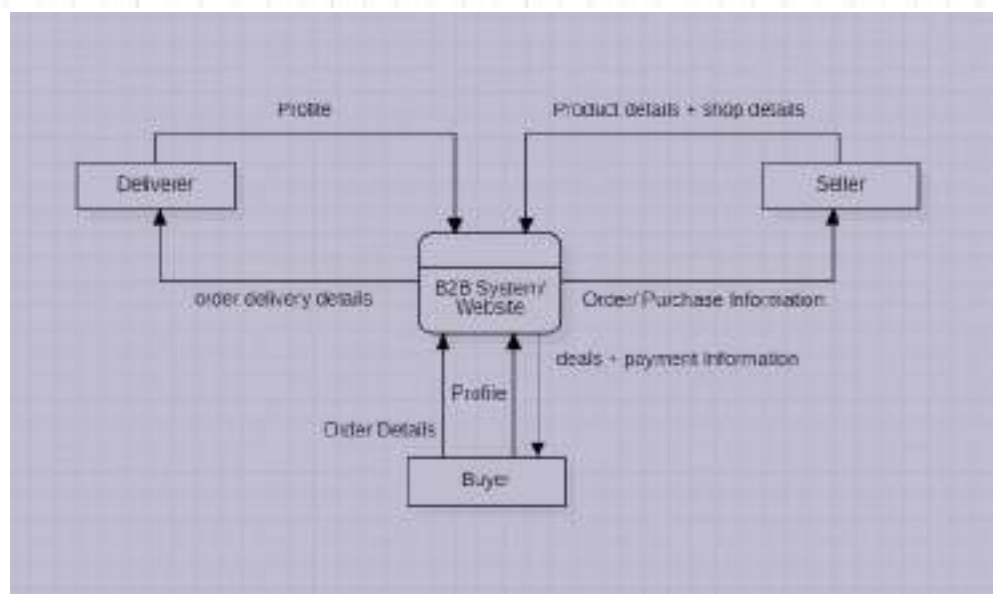 Profile
Product details + shop details
Deliverer
Seller
B2B System/
Website
order delivery details
Order/ Purchase Information
deals + payment Information
Profile
Order Details
Buyer